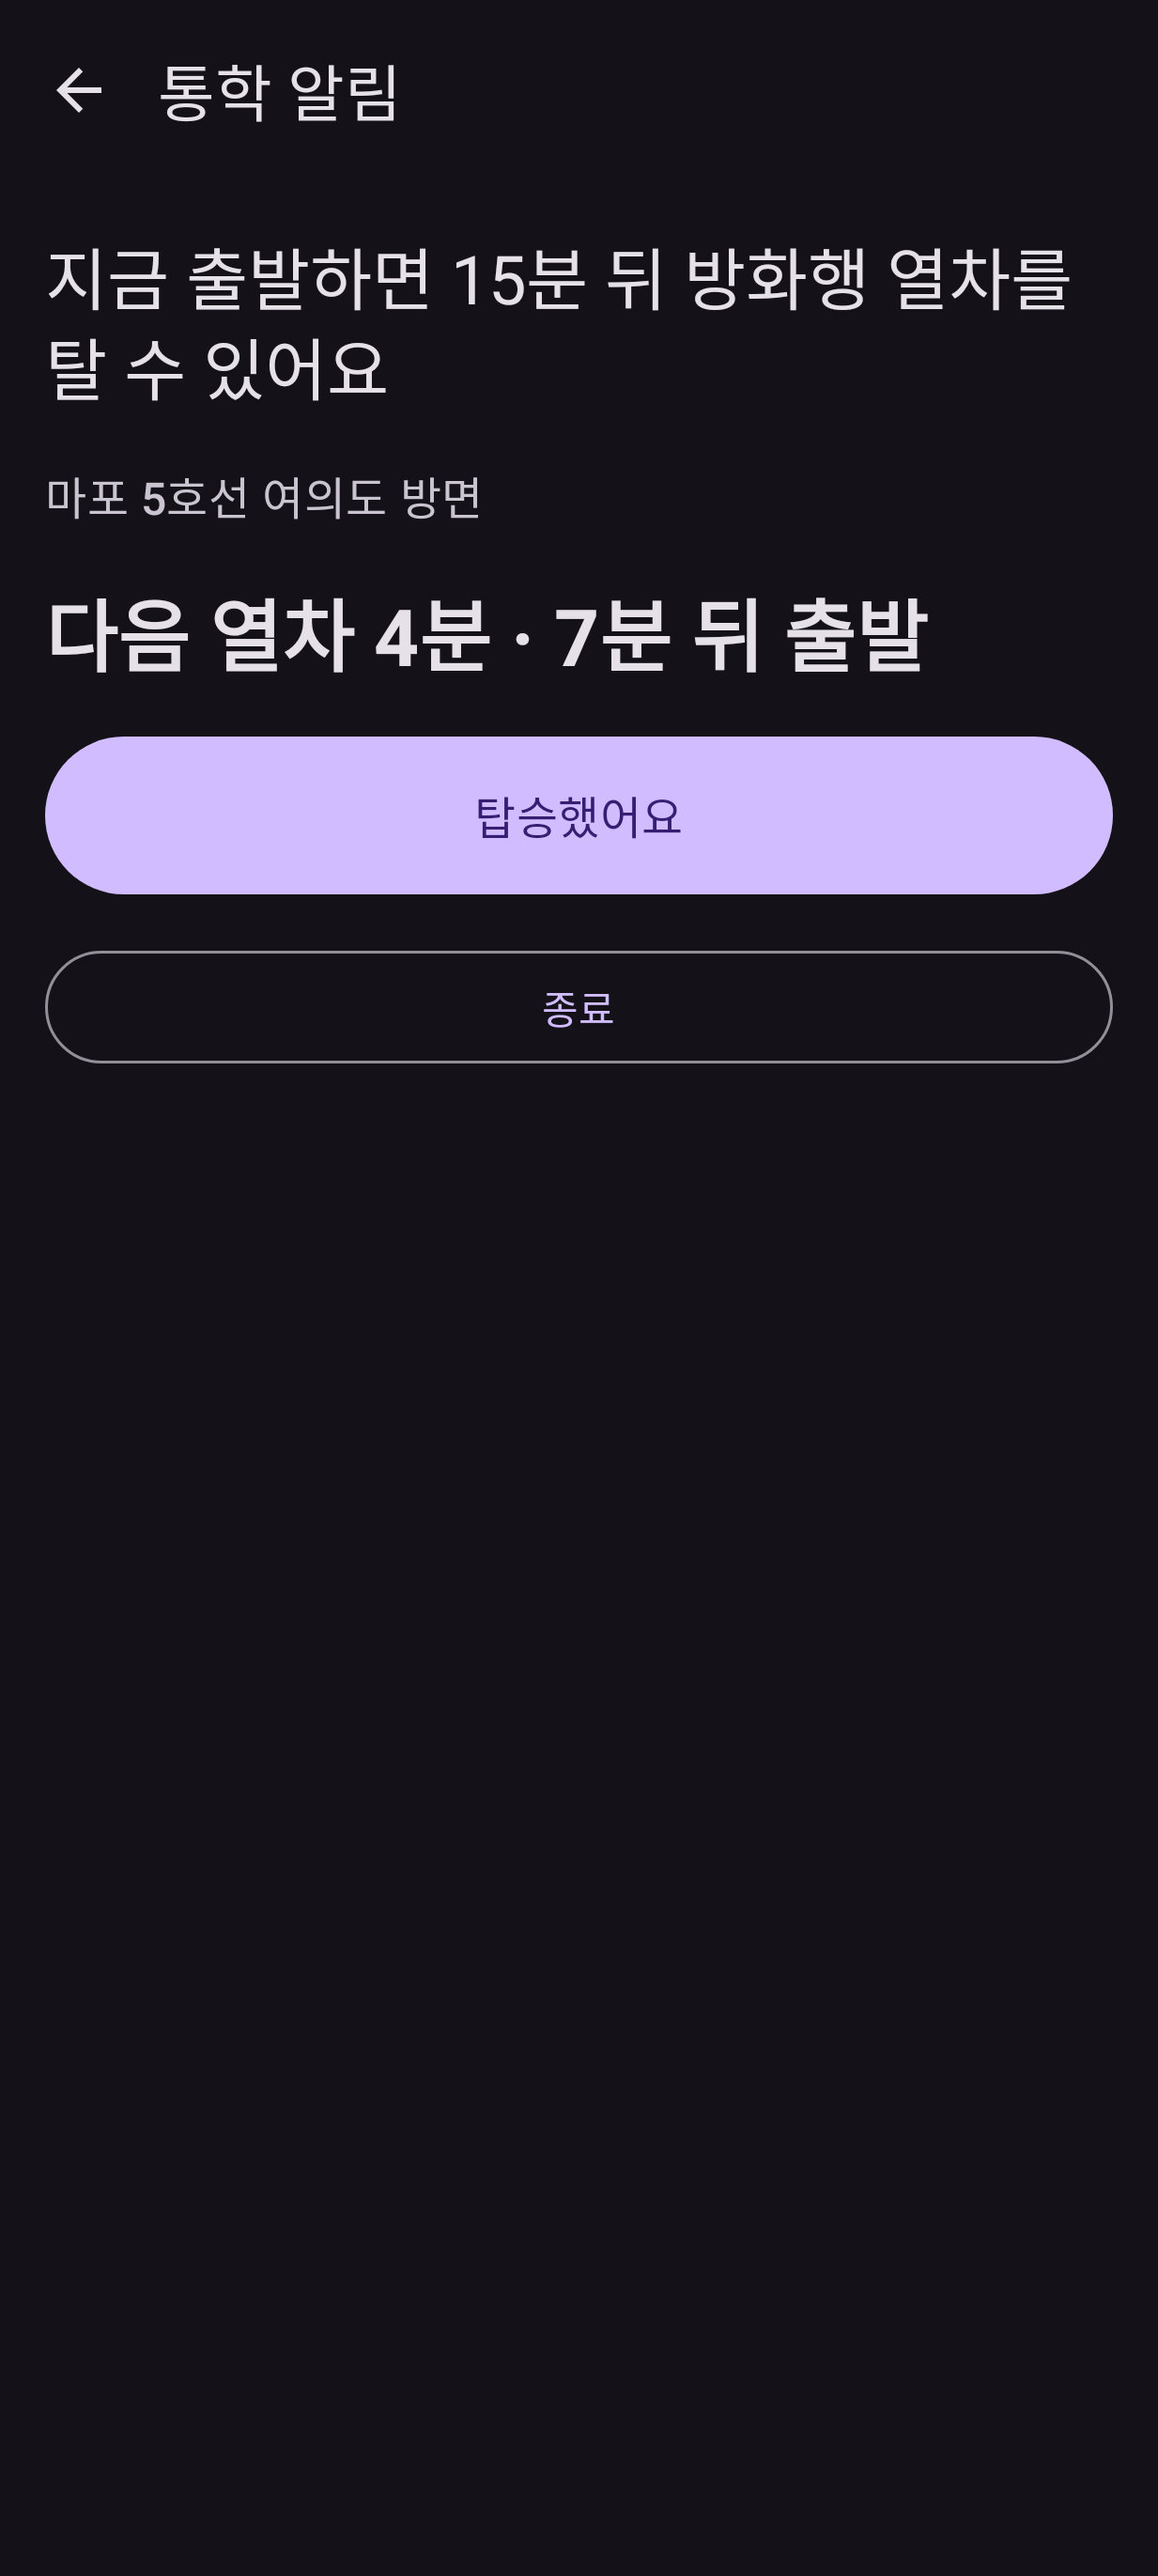 통학 알림
지금 출발하면 15분 뒤 방화행 열차를
탈 수 있어요
마포 5호선 여의도 방면
다음 열차 4분 · 7분 뒤 출발
탑승했어요
종료